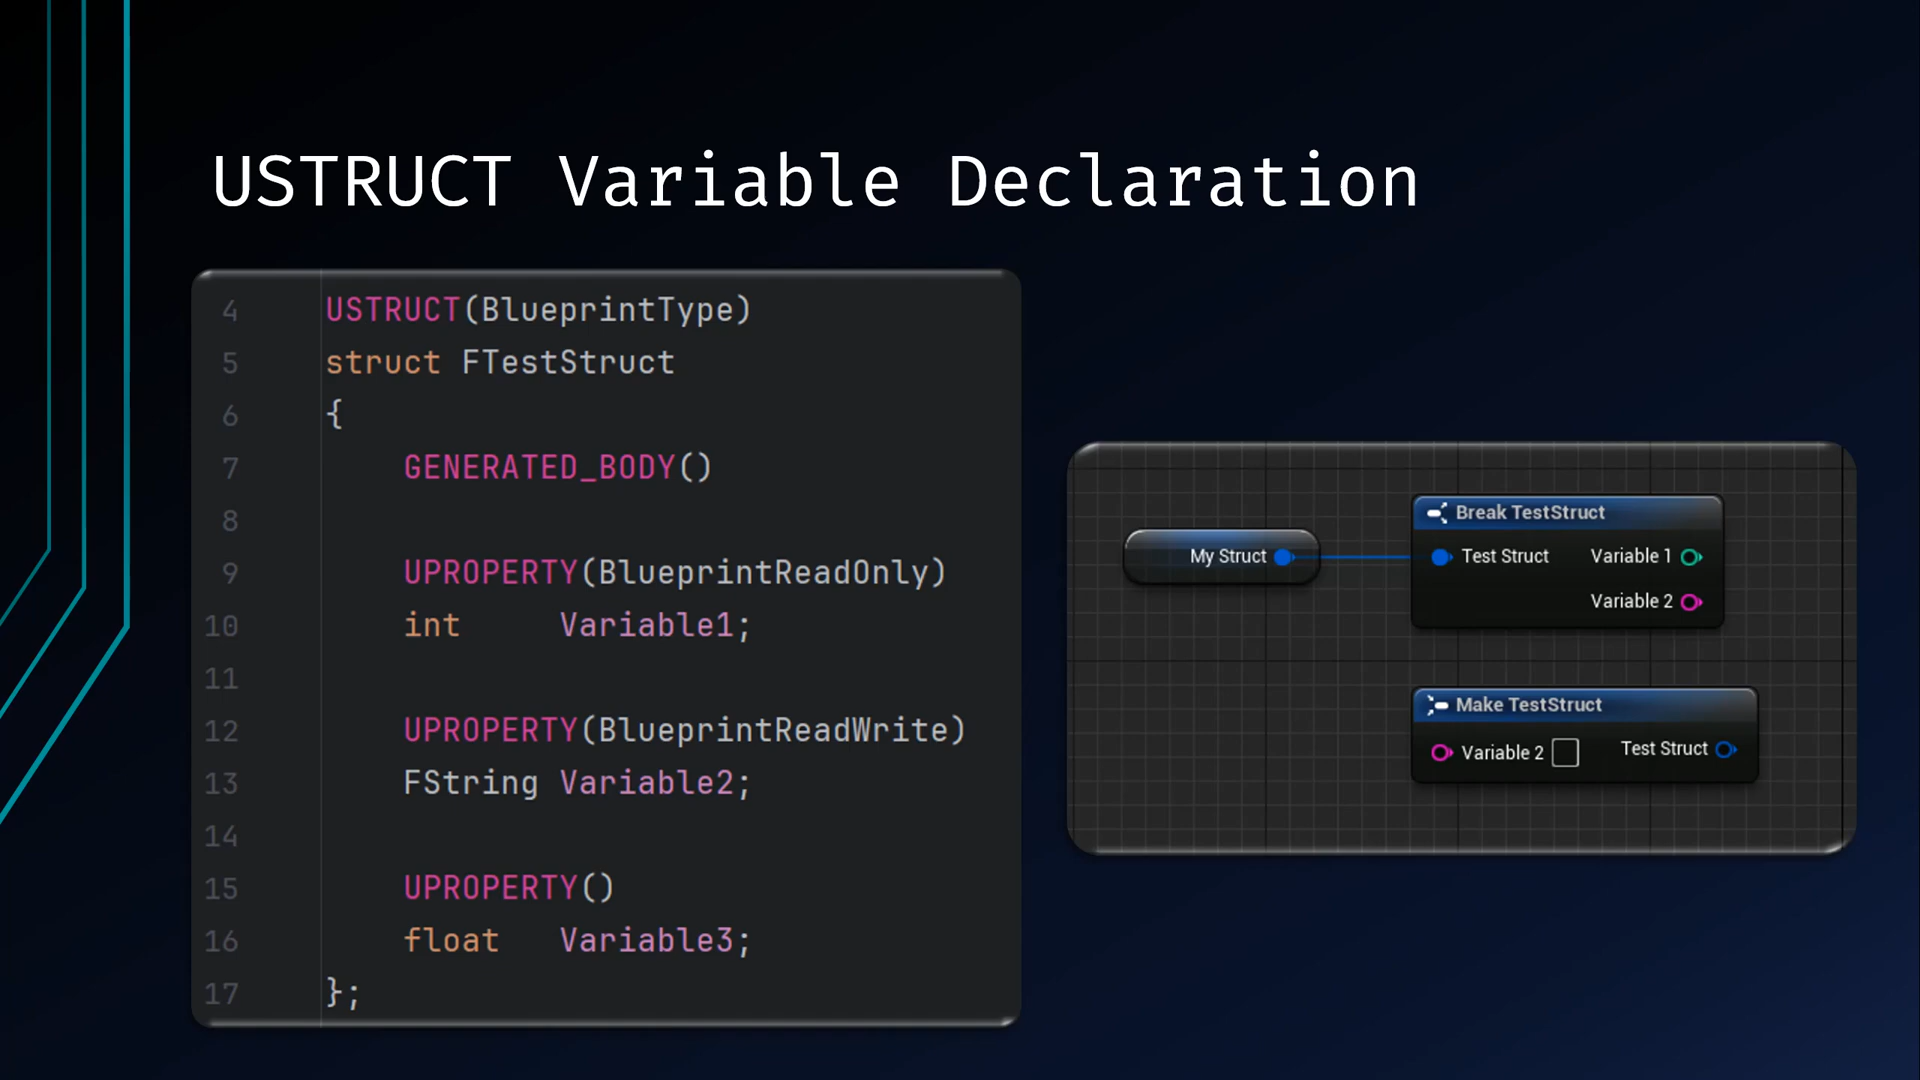 USTRUCT Variable Declaration
4 USTRUCT(BlueprintType)
5 struct FTestStruct
6 {
7 GENERATED_BODY()
8
9 UPROPERTY(BlueprintReadOnly)
10 int Variable1;
11
12 UPROPERTY(BlueprintReadWrite)
13 FString Variable2;
14
15 UPROPERTY()
16 float Variable3;
17 };
My Struct
Break TestStruct
Test Struct Variable 1
Variable 2
Make TestStruct
Variable 2 Test Struct